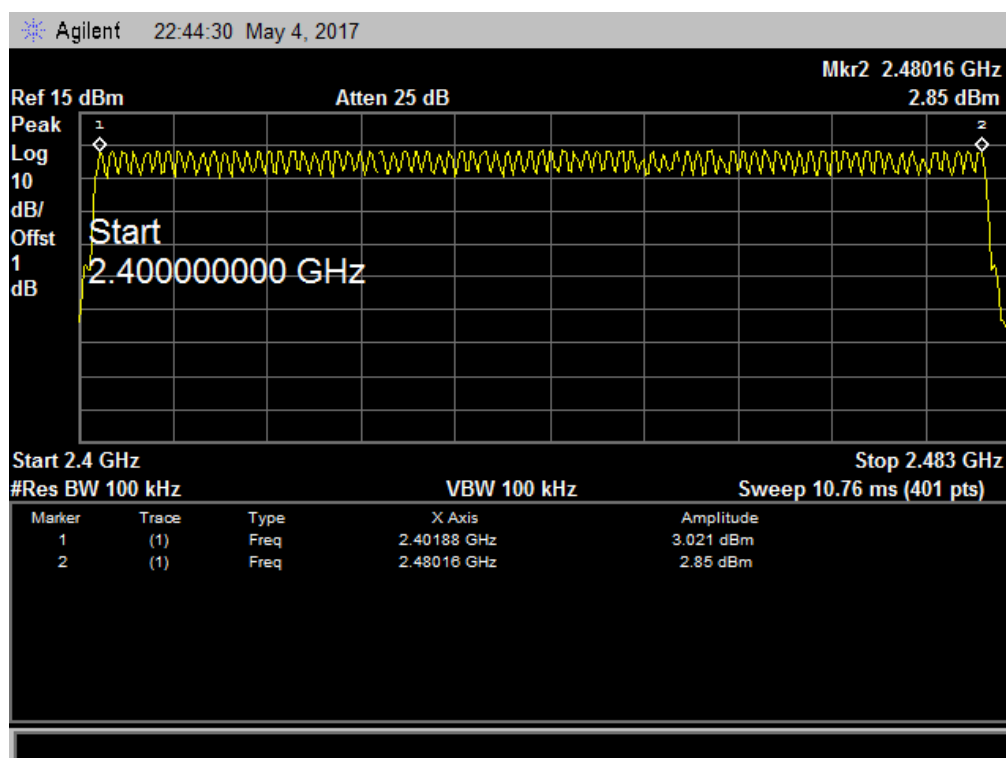 Agilent 22:44:30 May 4, 2017
Mkr2 2.48016 GHz
Ref 15 dBm Atten 25 dB 2.85 dBm
Peak
Log
10
dB/
Offst
1
dB
1
2
Start
2.400000000 GHz
Start 2.4 GHz Stop 2.483 GHz
#Res BW 100 kHz VBW 100 kHz Sweep 10.76 ms (401 pts)
Marker Trace Type X Axis Amplitude
1 (1) Freq 2.40188 GHz 3.021 dBm
2 (1) Freq 2.48016 GHz 2.85 dBm